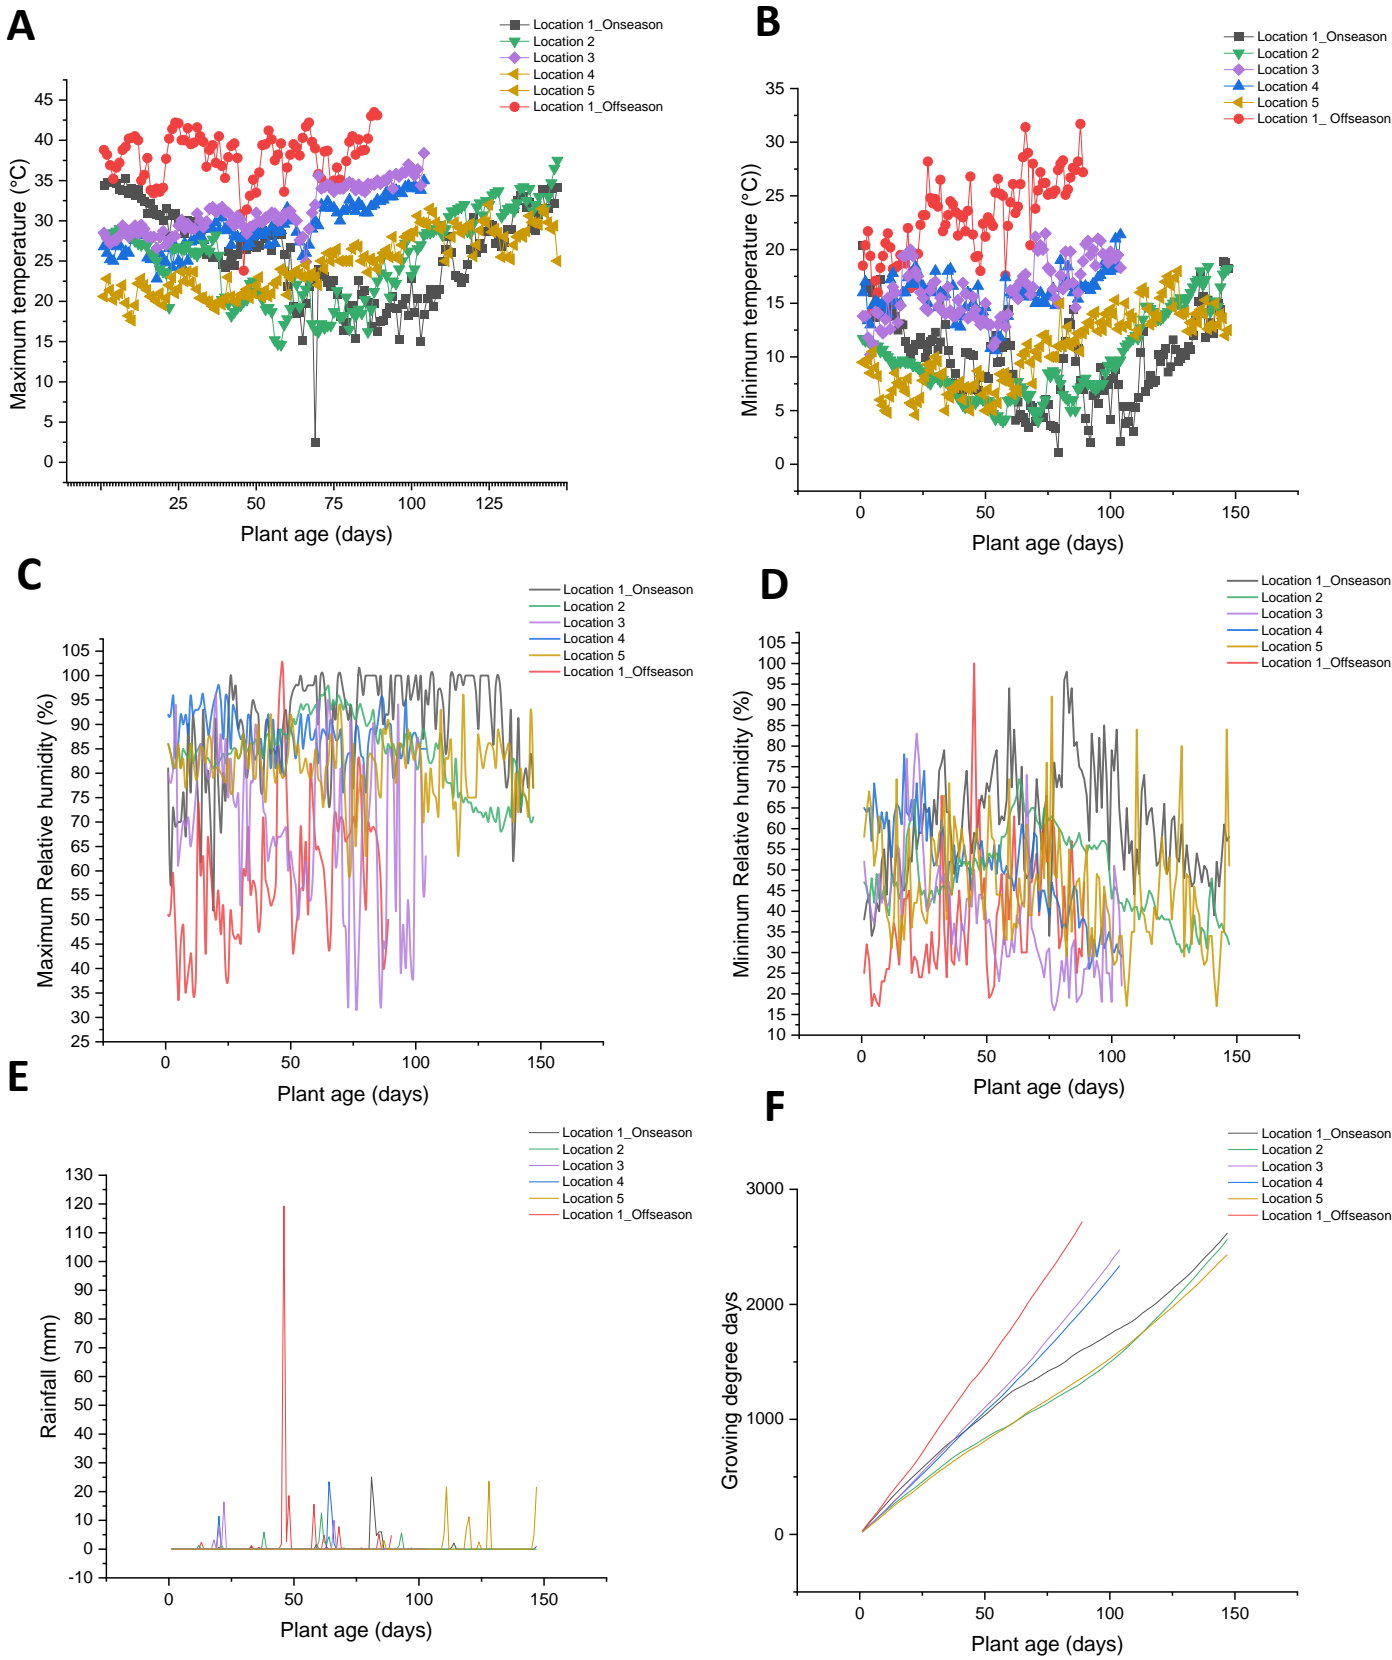 A
Location 1_Onseason
Location 2
Location 3
Location 4
Location 5
Location 1_Offseason
45
40
35
30
25
20
15
10
5
0
Maximum temperature (°C)
25
50
75
100
125
Plant age (days)
B
Location 1_Onseason
Location 2
Location 3
Location 4
Location 5
Location 1_ Offseason
35
30
25
20
15
10
5
0
Minimum temperature (°C))
0
50
100
150
Plant age (days)
C
Location 1_Onseason
Location 2
Location 3
Location 4
Location 5
Location 1_Offseason
105
100
95
90
85
80
75
70
65
60
55
50
45
40
35
30
25
Maximum Relative humidity (%)
0
50
100
150
Plant age (days)
D
Location 1_Onseason
Location 2
Location 3
Location 4
Location 5
Location 1_Offseason
105
100
95
90
85
80
75
70
65
60
55
50
45
40
35
30
25
20
15
10
Minimum Relative humidity (%)
0
50
100
150
Plant age (days)
E
Location 1_Onseason
Location 2
Location 3
Location 4
Location 5
Location 1_Offseason
130
120
110
100
90
80
70
60
50
40
30
20
10
0
-10
Rainfall (mm)
0
50
100
150
Plant age (days)
F
Location 1_Onseason
Location 2
Location 3
Location 4
Location 5
Location 1_Offseason
3000
2000
1000
0
Growing degree days
0
50
100
150
Plant age (days)